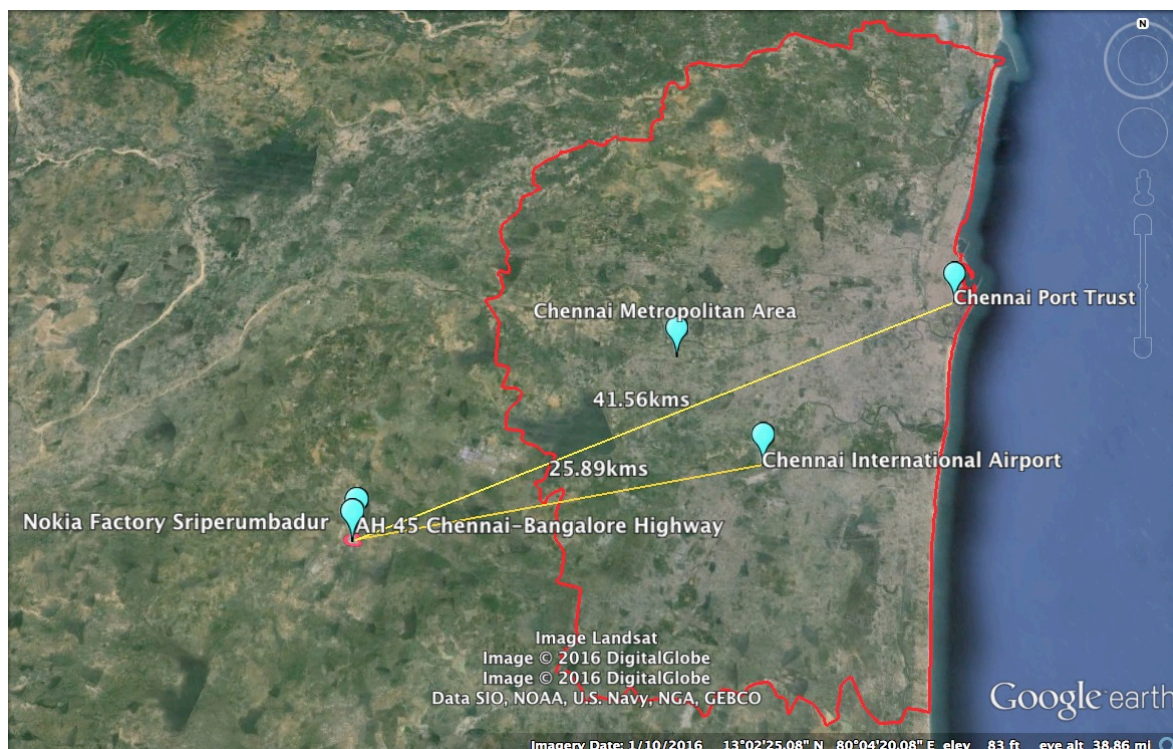 N
Chennai Port Trust
Chennai Metropolitan Area
41.56kms
Chennai International Airport
25.89kms
Nokia Factory Sriperumbadur
AH 45 Chennai-Bangalore Highway
Image Landsat
Image © 2016 DigitalGlobe
Image © 2016 DigitalGlobe
Data SIO, NOAA, U.S. Navy, NGA, GEBCO
Google earth
Imagery Date: 1/10/2016 13°02'25.08" N 80°04'20.08" E elev 83 ft eye alt 38.86 mi